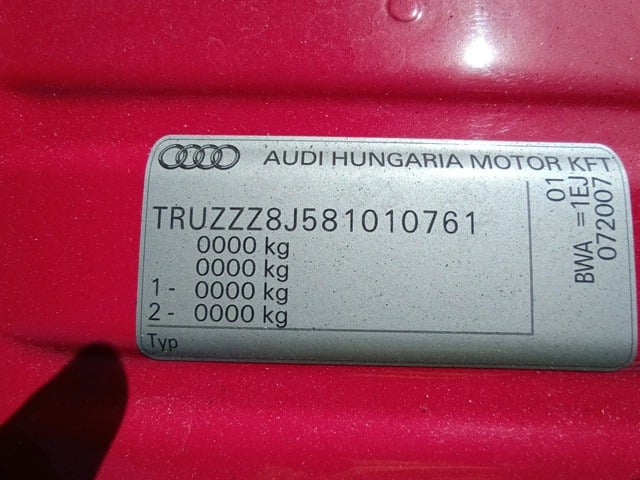 AUDI HUNGARIA MOTOR KFT
TRUZZZ8J581010761
0000 kg
0000 kg
1 - 0000 kg
2 - 0000 kg
Typ
01
BWA =1EJ
072007